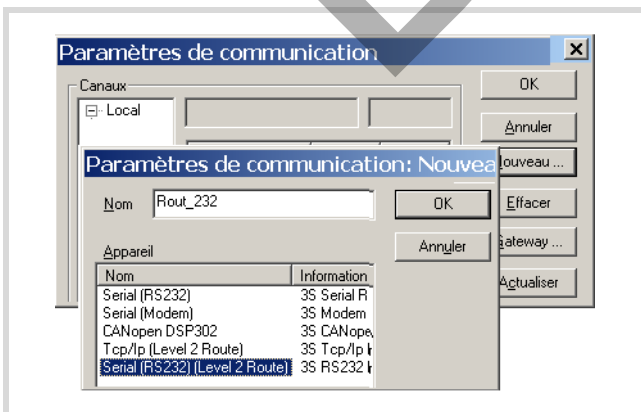 Paramètres de communication
Canaux
Local
OK
Annuler
Paramètres de communication: Nouvea
ouveau ...
Nom
Rout_232
OK
Effacer
Appareil
Annuler
ateway ...
Nom Information
Actualiser
Serial (RS232) 3S Serial R
Serial (Modem) 3S Modem
CANopen DSP302 3S CANope
Tcp/Ip (Level 2 Route) 3S Tcp/Ip
Serial (RS232) (Level 2 Route) 3S RS232